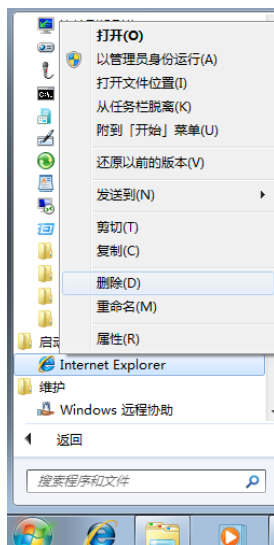 打开(O)
以管理员身份运行(A)
打开文件位置(I)
从任务栏脱离(K)
附到「开始」菜单(U)
还原以前的版本(V)
发送到(N)
剪切(T)
复制(C)
删除(D)
重命名(M)
属性(R)
启
Internet Explorer
维护
Windows 远程协助
返回
搜索程序和文件